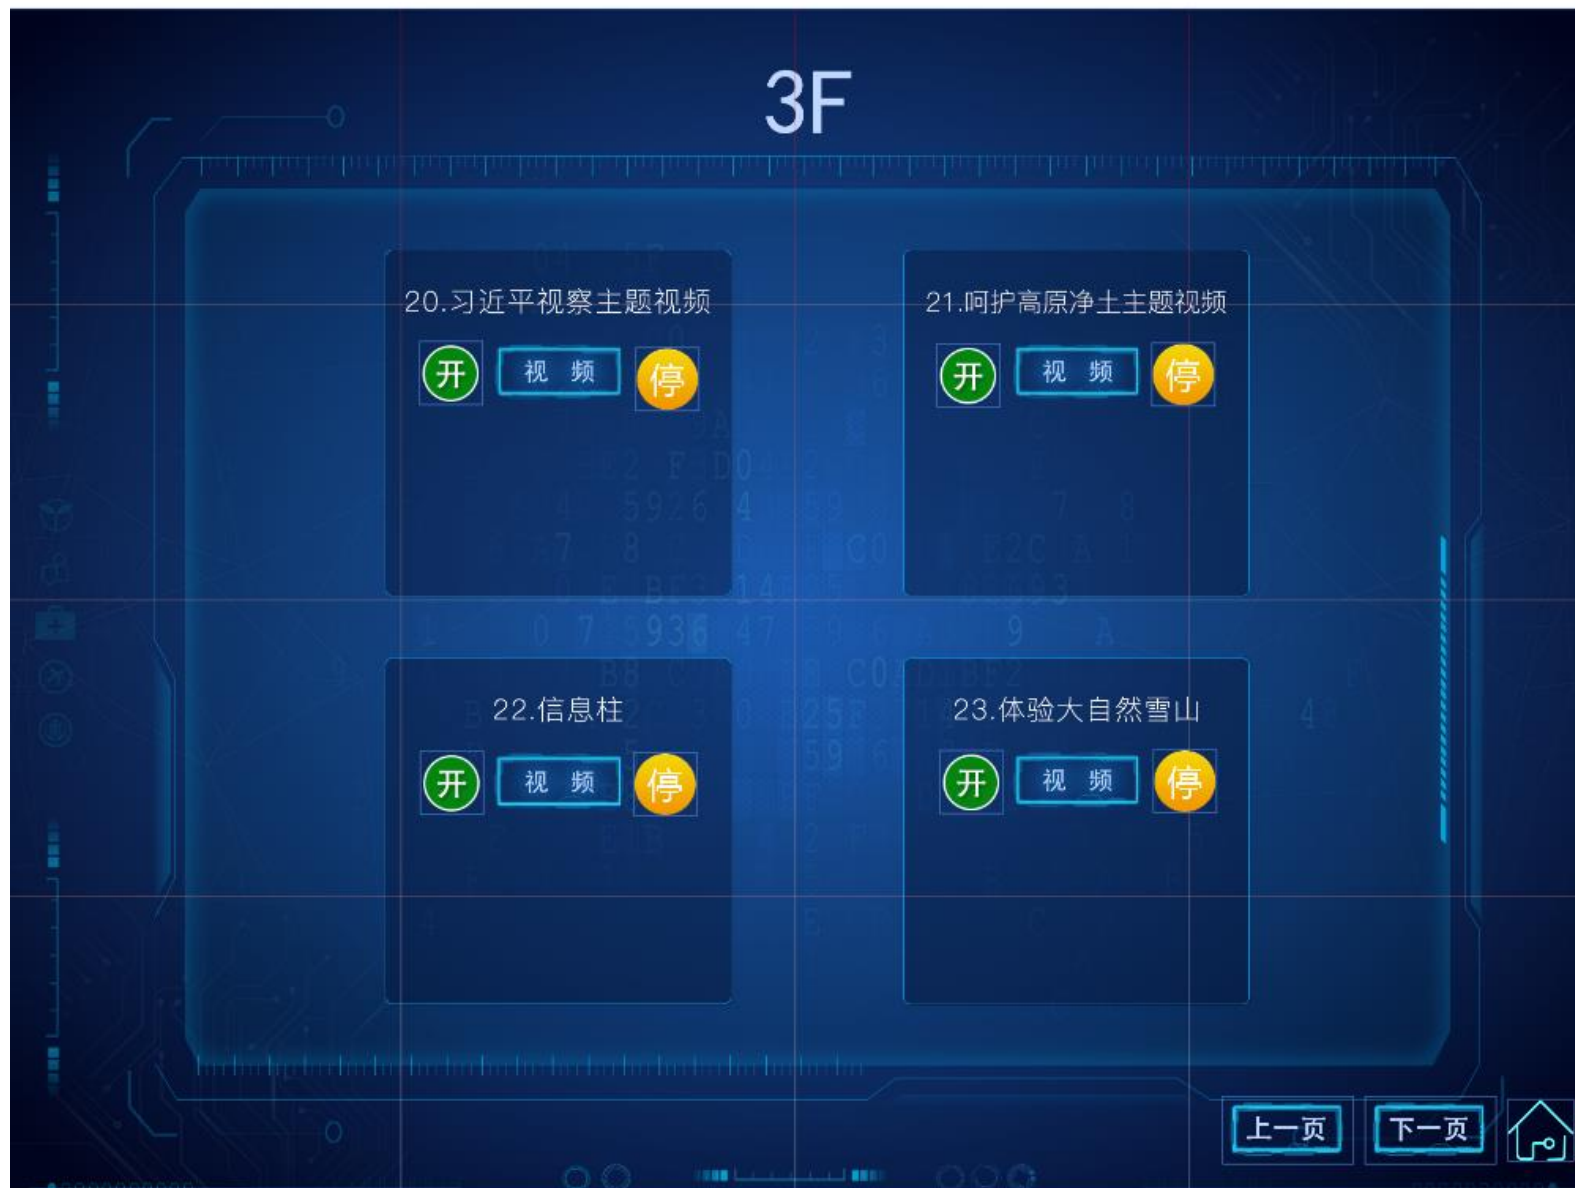 3F
20.习近平视察主题视频
开 视 频 停
21.呵护高原净土主题视频
开 视 频 停
22.信息柱
开 视 频 停
23.体验大自然雪山
开 视 频 停
上一页 下一页